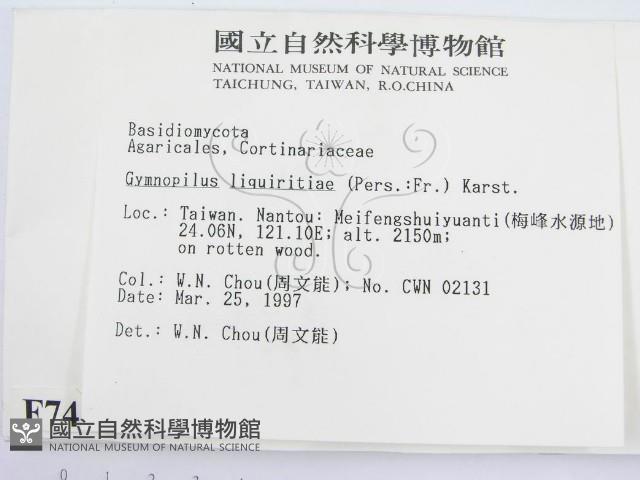 國立自然科學博物館
NATIONAL MUSEUM OF NATURAL SCIENCE
TAICHUNG, TAIWAN, R.O.CHINA
Basidiomycota
Agaricales, Cortinariaceae
Gymnopilus liquiritiae (Pers.:Fr.) Karst.
Loc.: Taiwan. Nantou: Meifengshuiyuanti(梅峰水源地)
24.06N, 121.10E; alt. 2150m;
on rotten wood.
Col.: W.N. Chou(周文能); No. CWN 02131
Date: Mar. 25, 1997
Det.: W.N. Chou(周文能)
F74
國立自然科學博物館
NATIONAL MUSEUM OF NATURAL SCIENCE